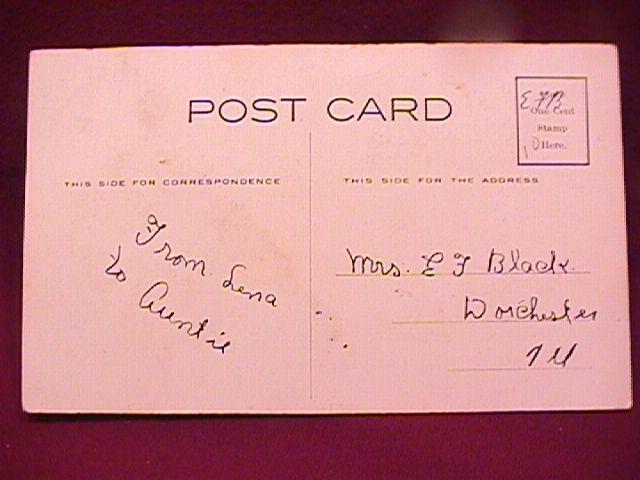 POST CARD
EFB
One Cent
Stamp
Here.
THIS SIDE FOR CORRESPONDENCE
THIS SIDE FOR THE ADDRESS
From Lena
to Auntie
Mrs. E F Black.
Dorchester
Ill